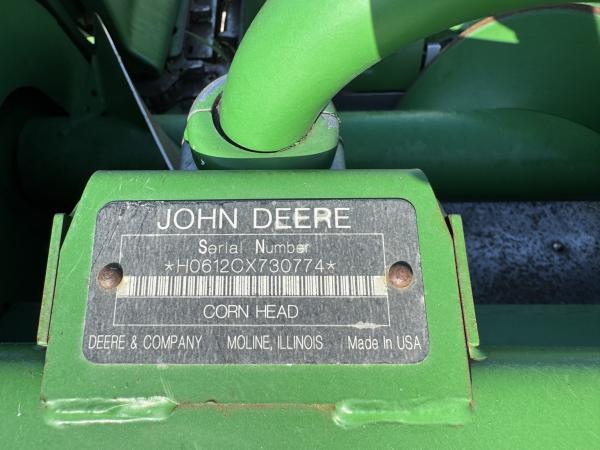 JOHN DEERE
Serial Number
*H0612CX730774*
CORN HEAD
DEERE & COMPANY MOLINE, ILLINOIS Made In USA